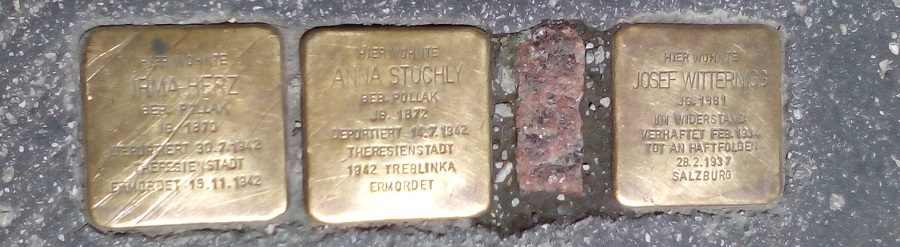 HIER WOHNTE
IRMA HERZ
GEB. POLLAK
JG. 1870
DEPORTIERT 30.7.1942
THERESIENSTADT
ERMORDET 19.11.1942
HIER WOHNTE
ANNA STUCHLY
GEB. POLLAK
JG. 1872
DEPORTIERT 14.7.1942
THERESIENSTADT
1942 TREBLINKA
ERMORDET
HIER WOHNTE
JOSEF WITTERNIGG
JG. 1881
IM WIDERSTAND
VERHAFTET FEB. 1934
TOT AN HAFTFOLGEN
28.2.1937
SALZBURG